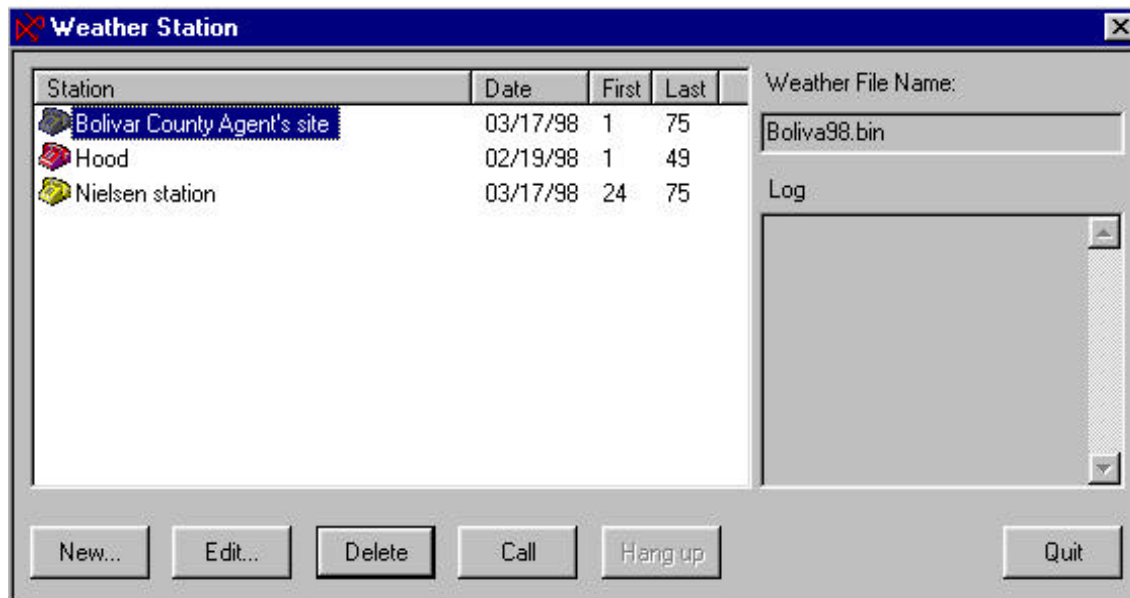 Weather Station
Station Date First Last
Bolivar County Agent's site 03/17/98 1 75
Hood 02/19/98 1 49
Nielsen station 03/17/98 24 75
Weather File Name:
Boliva98.bin
Log
New... Edit... Delete Call Hang up Quit